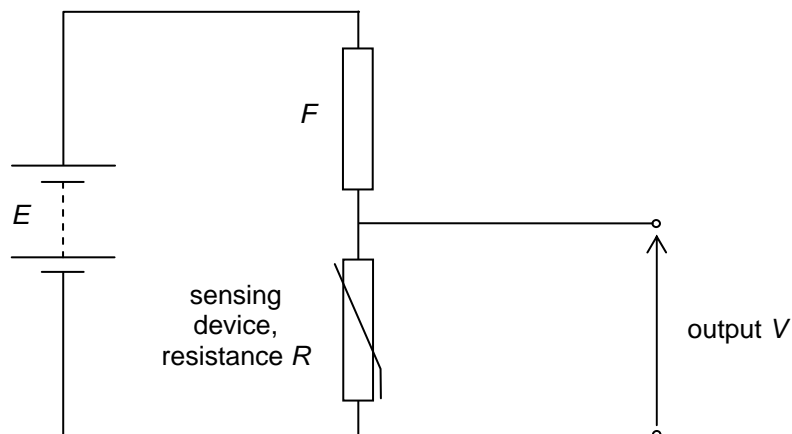 F
E
sensing
device,
resistance R
output V